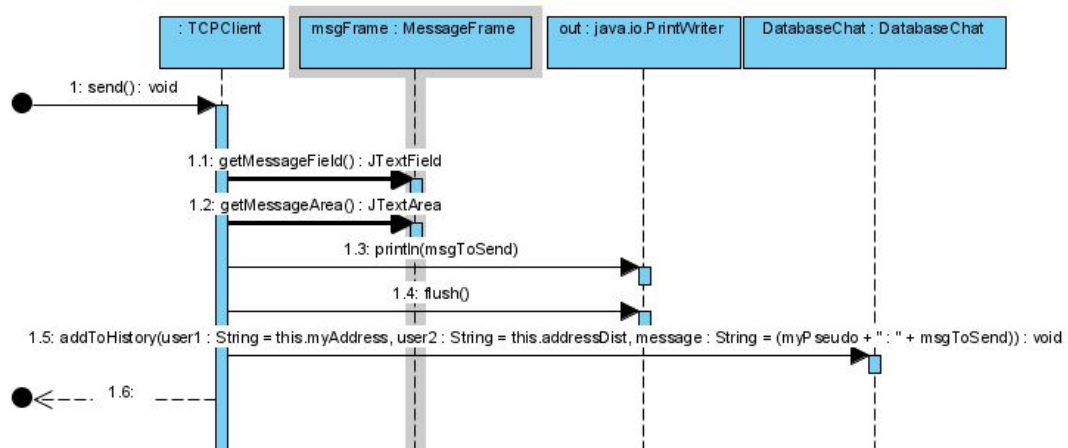 : TCPClient
msgFrame : MessageFrame
out : java.io.PrintWriter
DatabaseChat : DatabaseChat
1: send() : void
1.1: getMessageField() : JTextField
1.2: getMessageArea() : JTextArea
1.3: println(msgToSend)
1.4: flush()
1.5: addToHistory(user1 : String = this.myAddress, user2 : String = this.addressDist, message : String = (myPseudo + " : " + msgToSend)) : void
1.6: